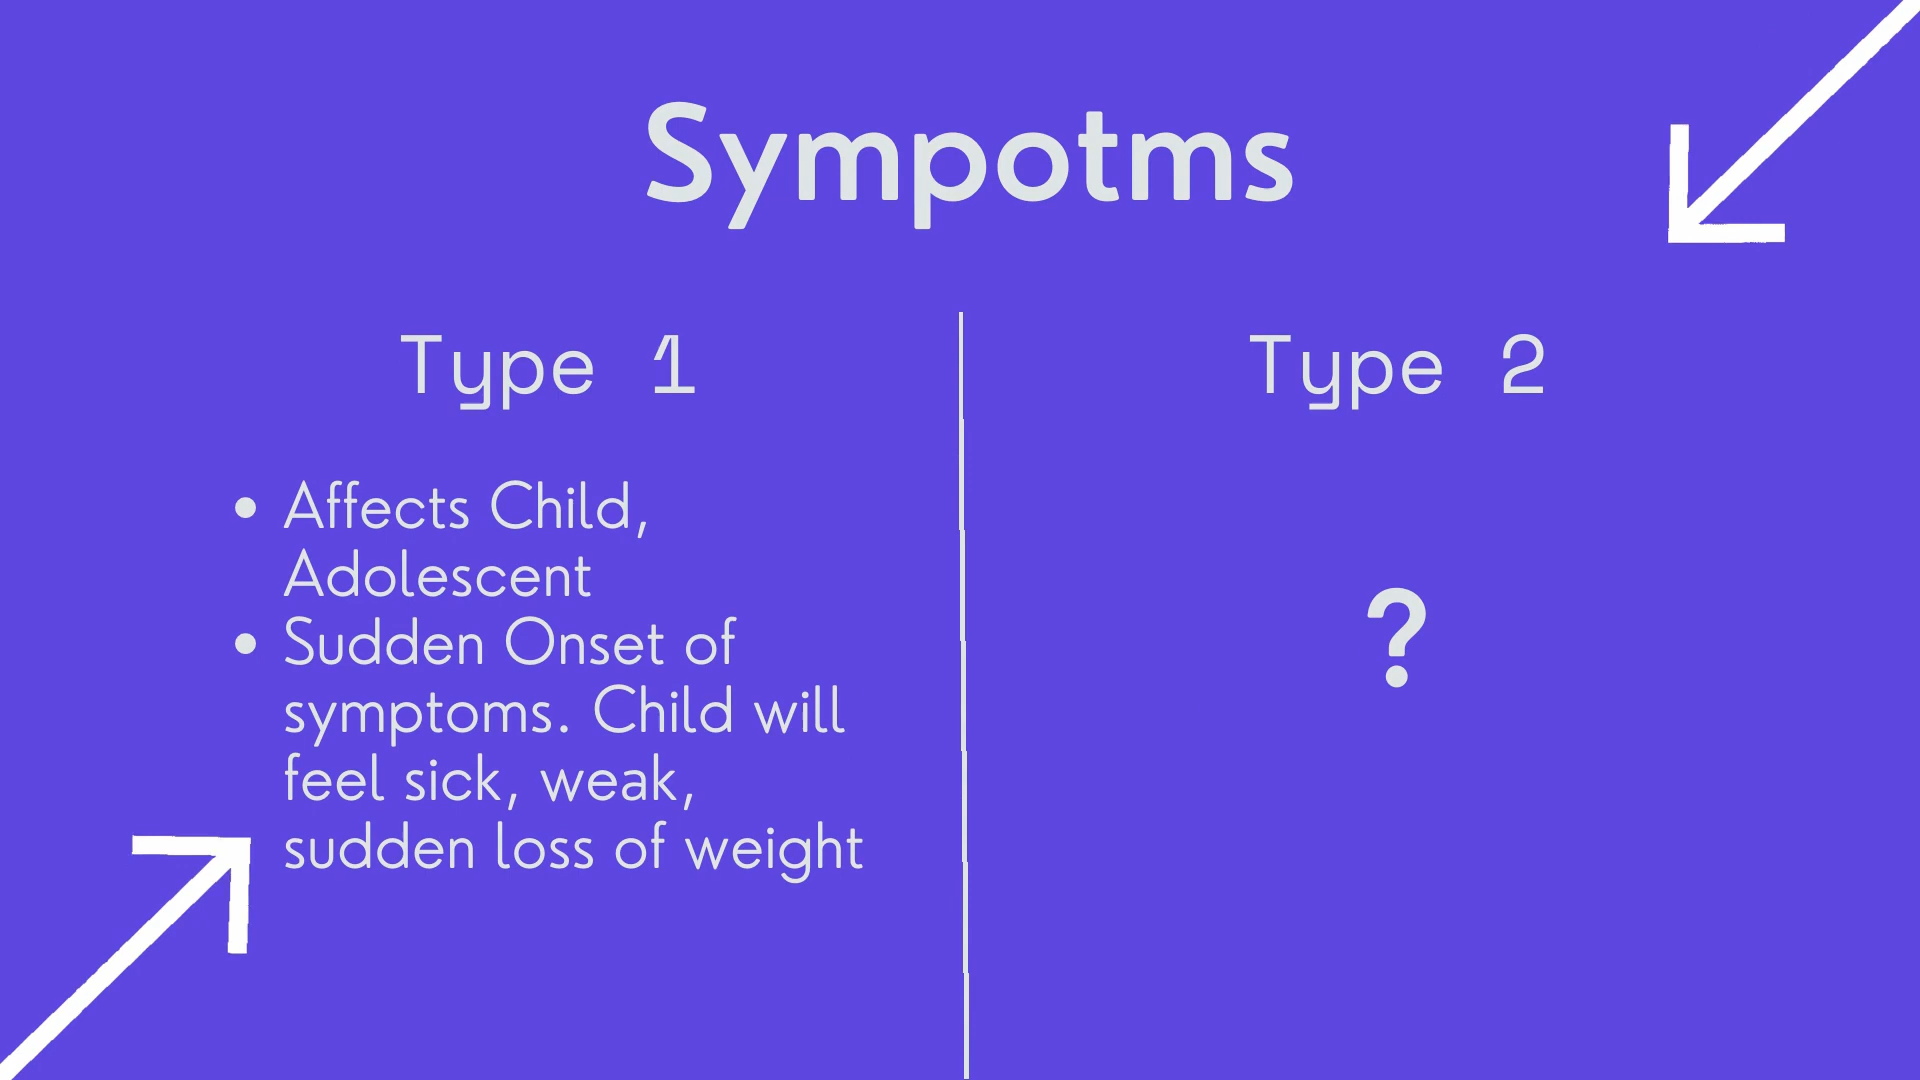 Sympotms
Type 1
Affects Child,
Adolescent
Sudden Onset of
symptoms. Child will
feel sick, weak,
sudden loss of weight
Type 2
?